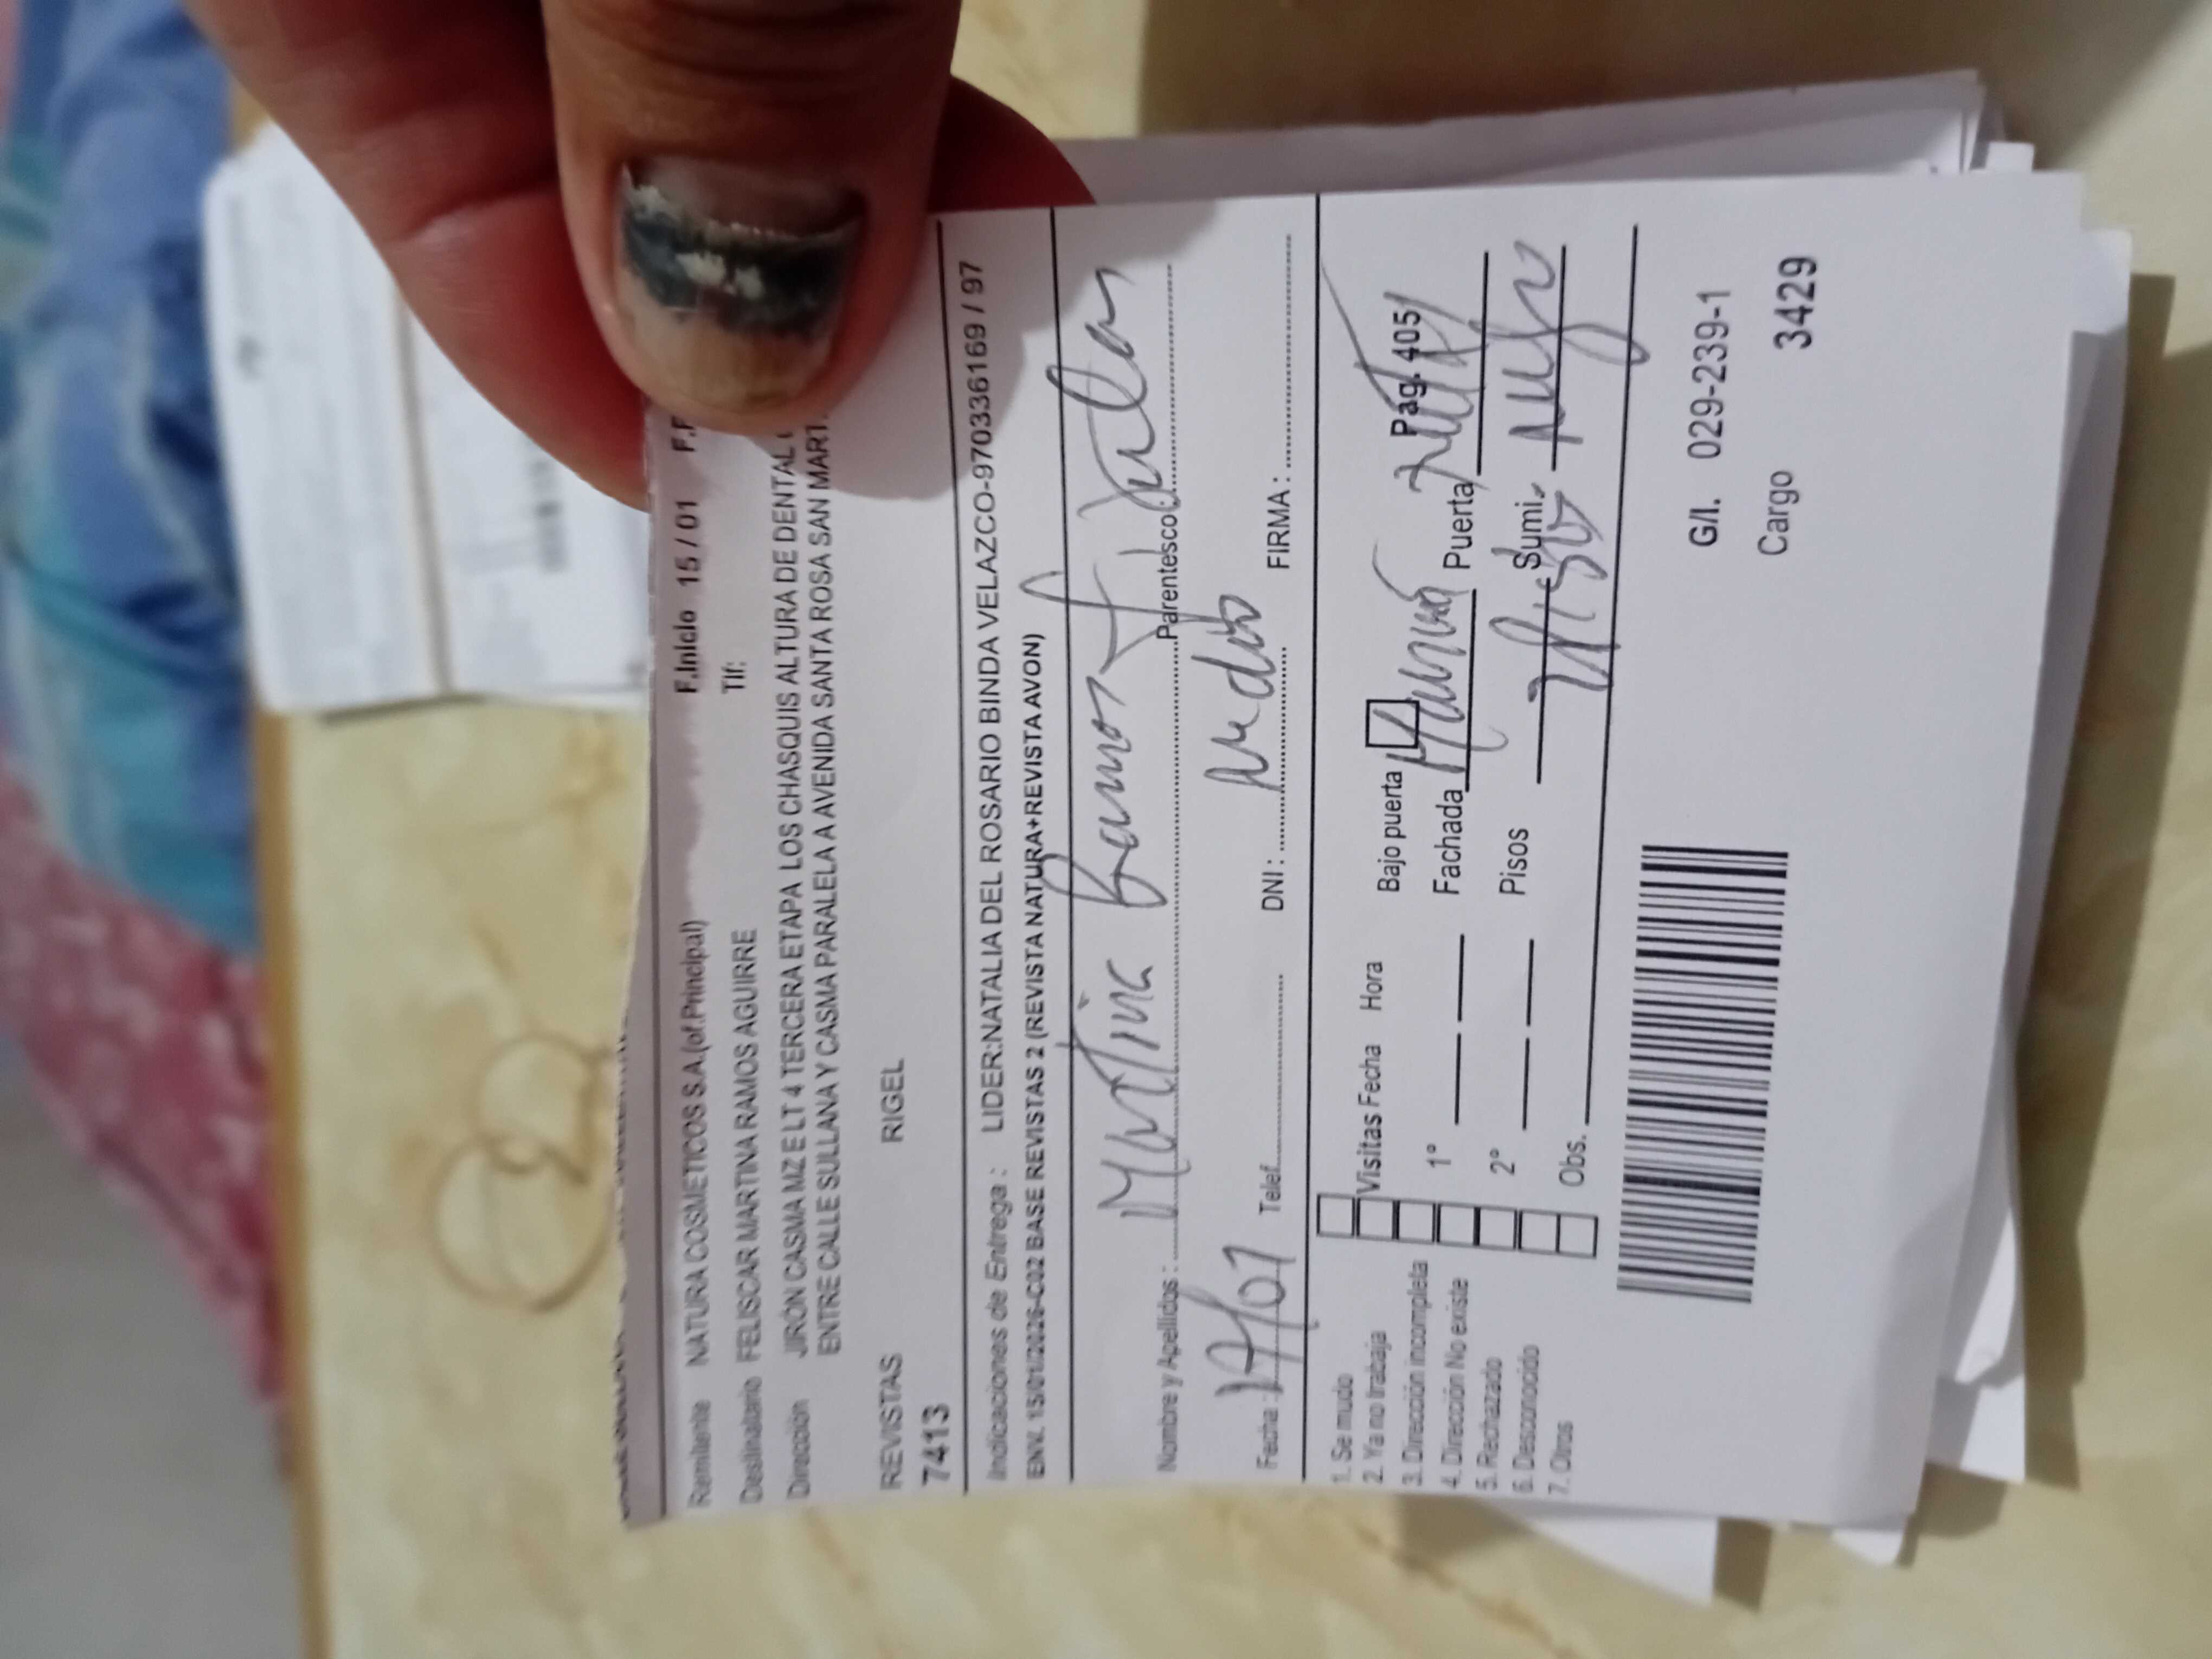 F.Inicio 15 / 01
Remitente NATURA COSMETICOS S.A.(of.Principal)
Tlf:
Destinatario FELISCAR MARTINA RAMOS AGUIRRE
Dirección JIRÓN CASMA MZ E LT 4 TERCERA ETAPA LOS CHASQUIS ALTURA DE DENTAL
ENTRE CALLE SULLANA Y CASMA PARALELA A AVENIDA SANTA ROSA SAN MART
REVISTAS RIGEL
7413
Indicaciones de Entrega : LIDER:NATALIA DEL ROSARIO BINDA VELAZCO-970336169 / 97
ENV. 15/01/2026-C02 BASE REVISTAS 2 (REVISTA NATURA+REVISTA AVON)
Nombre y Apellidos : Martina Ramos Parentesco
Fecha : 17/01 Telef. DNI : FIRMA :
1. Se mudo
2. Ya no trabaja
3. Dirección incompleta
4. Dirección No existe
5. Rechazado
6. Desconocido
7. Otros
Visitas Fecha Hora Bajo puerta Pag. 4051
1° Fachada Puerta
2° Pisos Sumi.
Obs.
G/I. 029-239-1
Cargo 3429